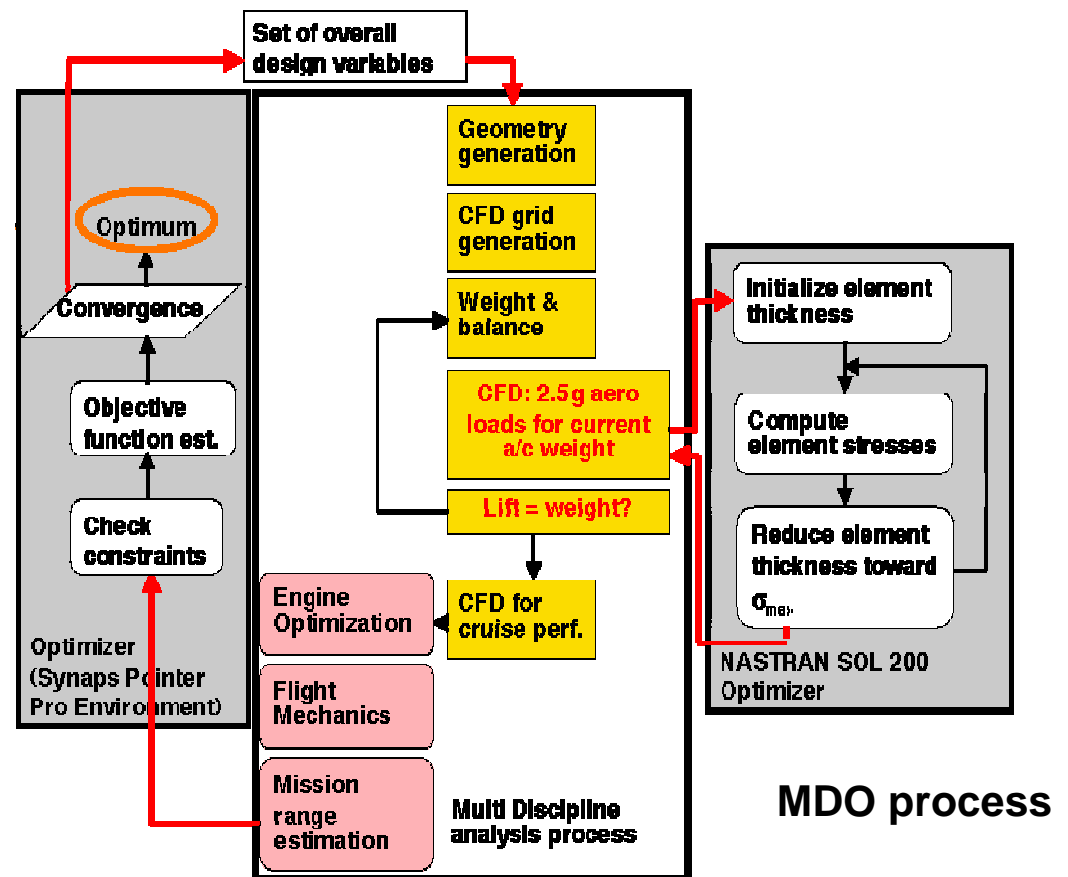 Set of overall
design variables
Optimum
Convergence
Objective
function est.
Check
constraints
Optimizer
(Synaps Pointer
Pro Environment)
Geometry
generation
CFD grid
generation
Weight &
balance
CFD: 2.5g aero
loads for current
a/c weight
Lift = weight?
CFD for
cruise perf.
Engine
Optimization
Flight
Mechanics
Mission
range
estimation
Multi Discipline
analysis process
Initialize element
thickness
Compute
element stresses
Reduce element
thickness toward
σmax.
NASTRAN SOL 200
Optimizer
MDO process